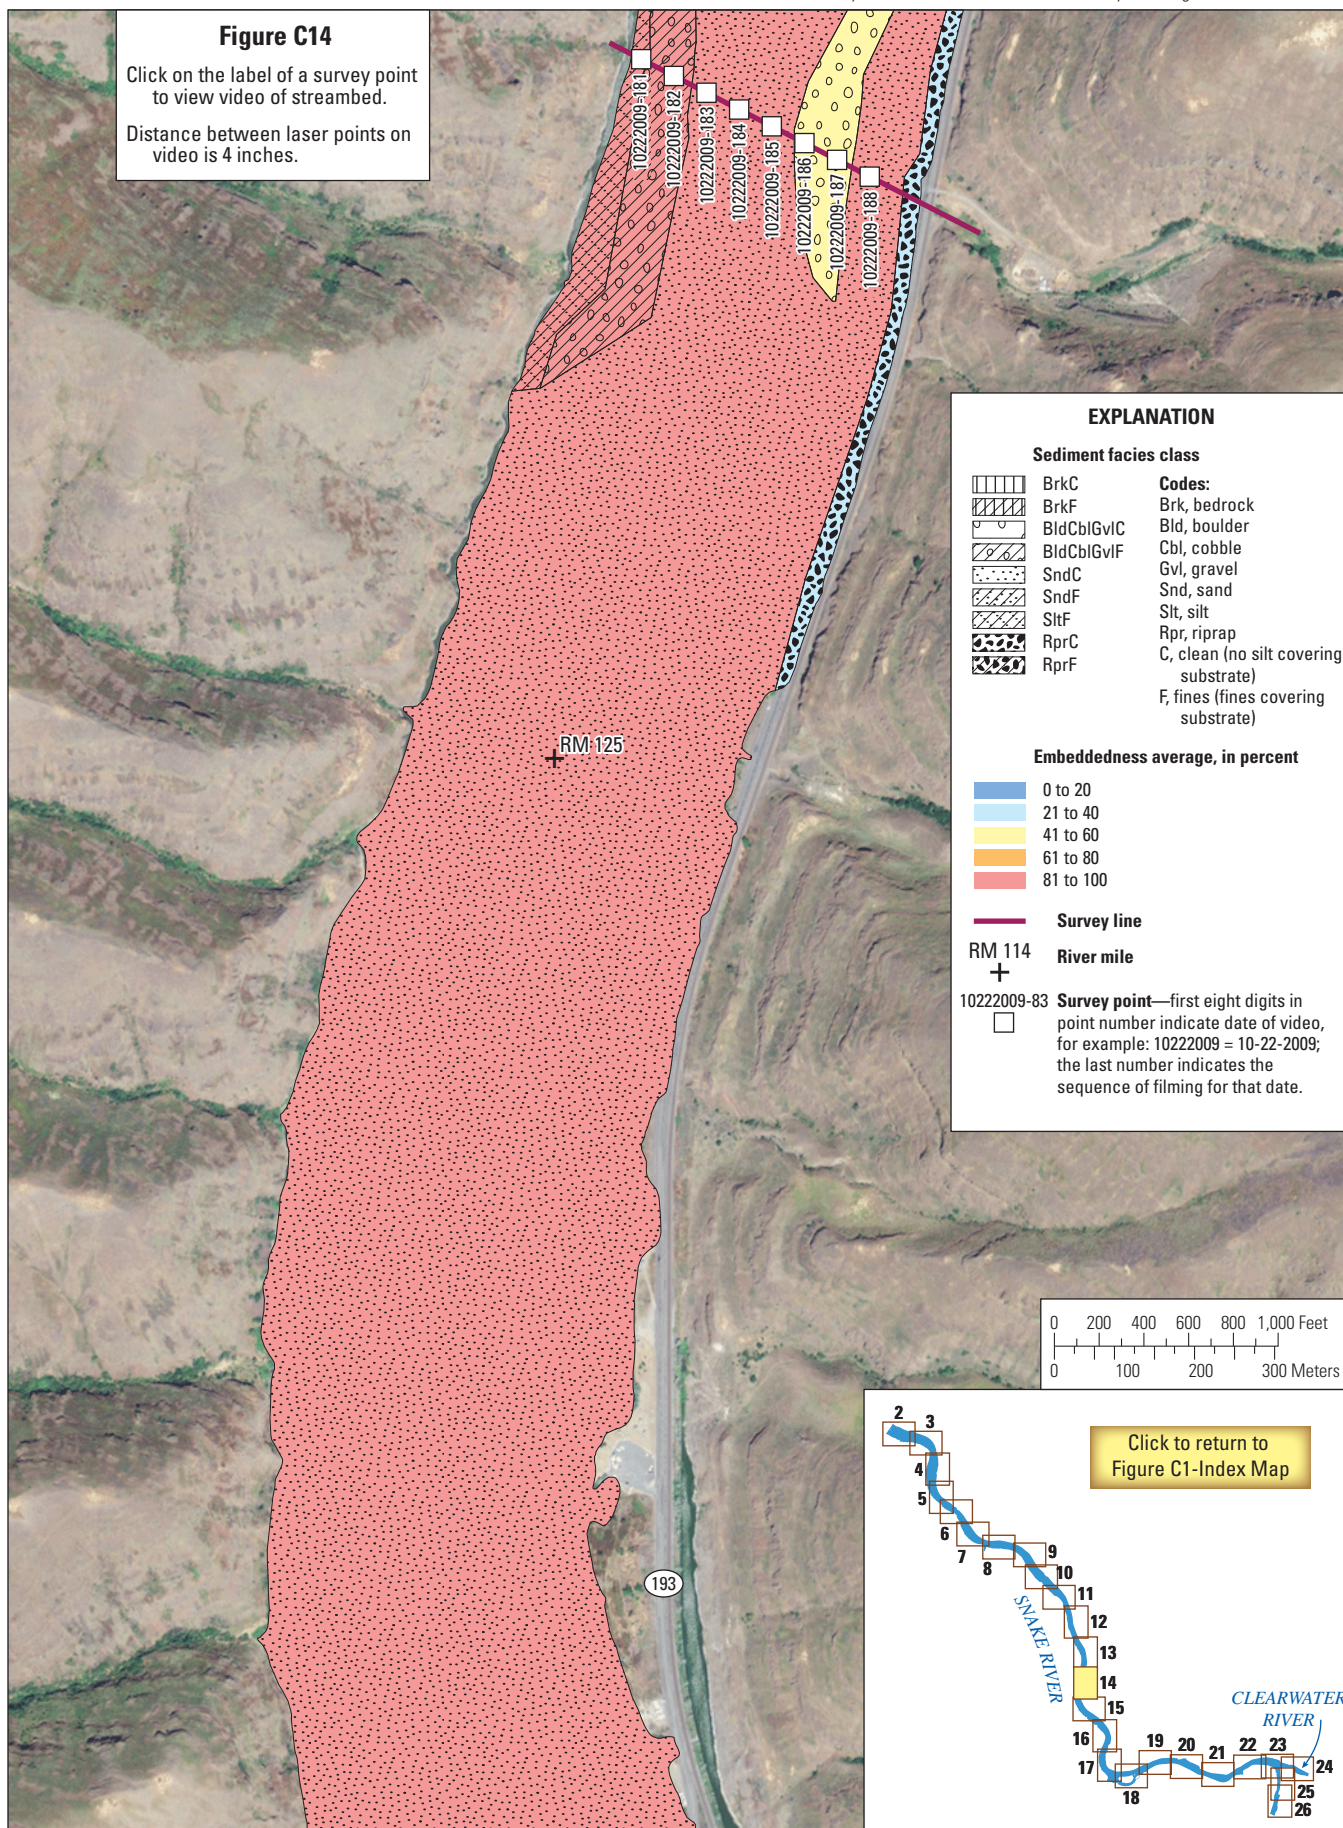 Figure C14
Click on the label of a survey point
to view video of streambed.
Distance between laser points on
video is 4 inches.
10222009-181
10222009-182
10222009-183
10222009-184
10222009-185
10222009-186
10222009-187
10222009-188
EXPLANATION
Sediment facies class
BrkC
BrkF
BldCblGvlC
BldCblGvlF
SndC
SndF
SltF
RprC
RprF
Codes:
Brk, bedrock
Bld, boulder
Cbl, cobble
Gvl, gravel
Snd, sand
Slt, silt
Rpr, riprap
C, clean (no silt covering
substrate)
F, fines (fines covering
substrate)
RM 125
Embeddedness average, in percent
0 to 20
21 to 40
41 to 60
61 to 80
81 to 100
Survey line
RM 114
River mile
10222009-83 Survey point—first eight digits in
point number indicate date of video,
for example: 10222009 = 10-22-2009;
the last number indicates the
sequence of filming for that date.
0 200 400 600 800 1,000 Feet
0 100 200 300 Meters
193
Click to return to
Figure C1-Index Map
2
3
4
5
6
7
8
9
10
11
12
13
14
15
16
17
18
19
20
21
22
23
24
25
26
SNAKE RIVER
CLEARWATER
RIVER